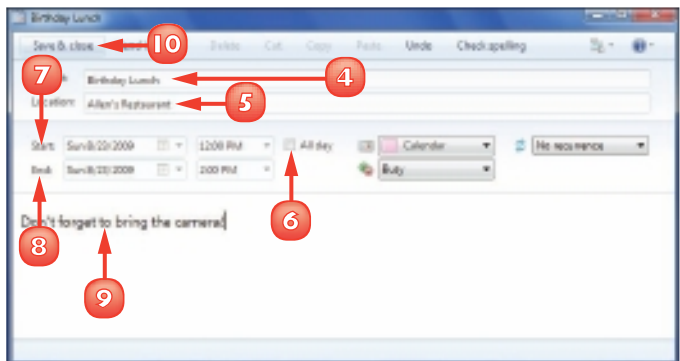 Birthday Lunch
Save & close 10 Delete Cut Copy Paste Undo Check spelling
7 Birthday Lunch 4
Location: Allen's Restaurant 5
Start: Sun 8/23/2009 12:00 PM All day Calendar No recurrence
End: Sun 8/23/2009 2:00 PM Busy
8 6
Don't forget to bring the camera!
9